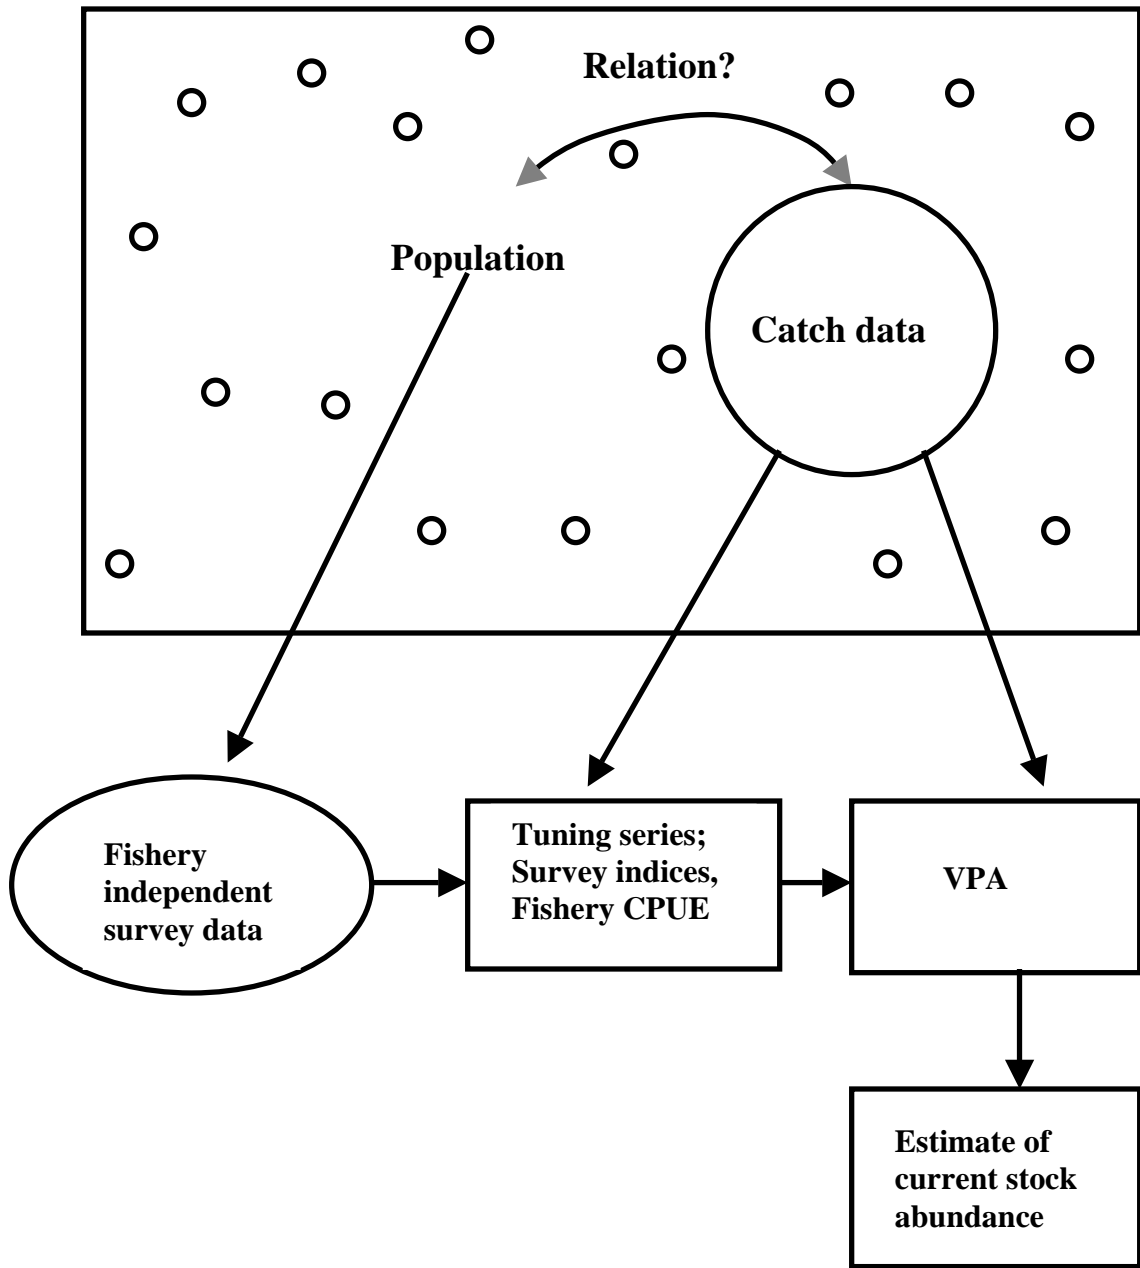 Relation?
Population
Catch data
Fishery
independent
survey data
Tuning series;
Survey indices,
Fishery CPUE
VPA
Estimate of
current stock
abundance